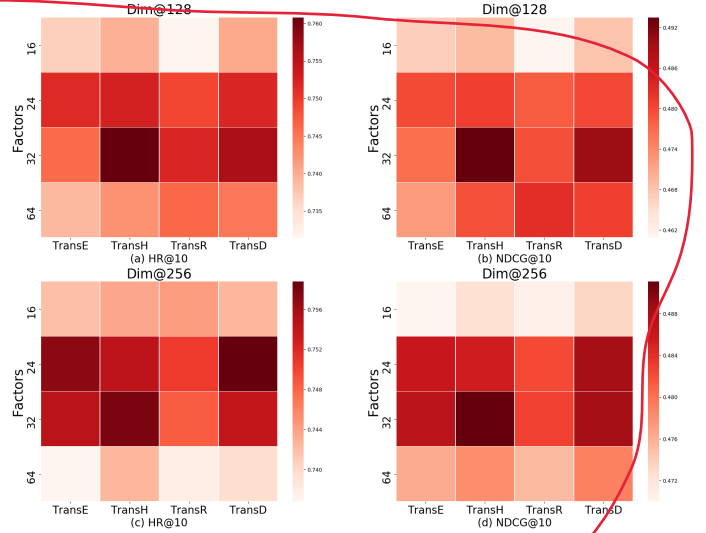 Dim@128
Dim@128
Factors
16
24
32
64
TransE TransH TransR TransD
(a) HR@10
0.760
0.755
0.750
0.745
0.740
0.735
Factors
16
24
32
64
TransE TransH TransR TransD
(b) NDCG@10
0.492
0.486
0.480
0.474
0.468
0.462
Dim@256
Dim@256
Factors
16
24
32
64
TransE TransH TransR TransD
(c) HR@10
0.756
0.752
0.748
0.744
0.740
Factors
16
24
32
64
TransE TransH TransR TransD
(d) NDCG@10
0.488
0.484
0.480
0.476
0.472